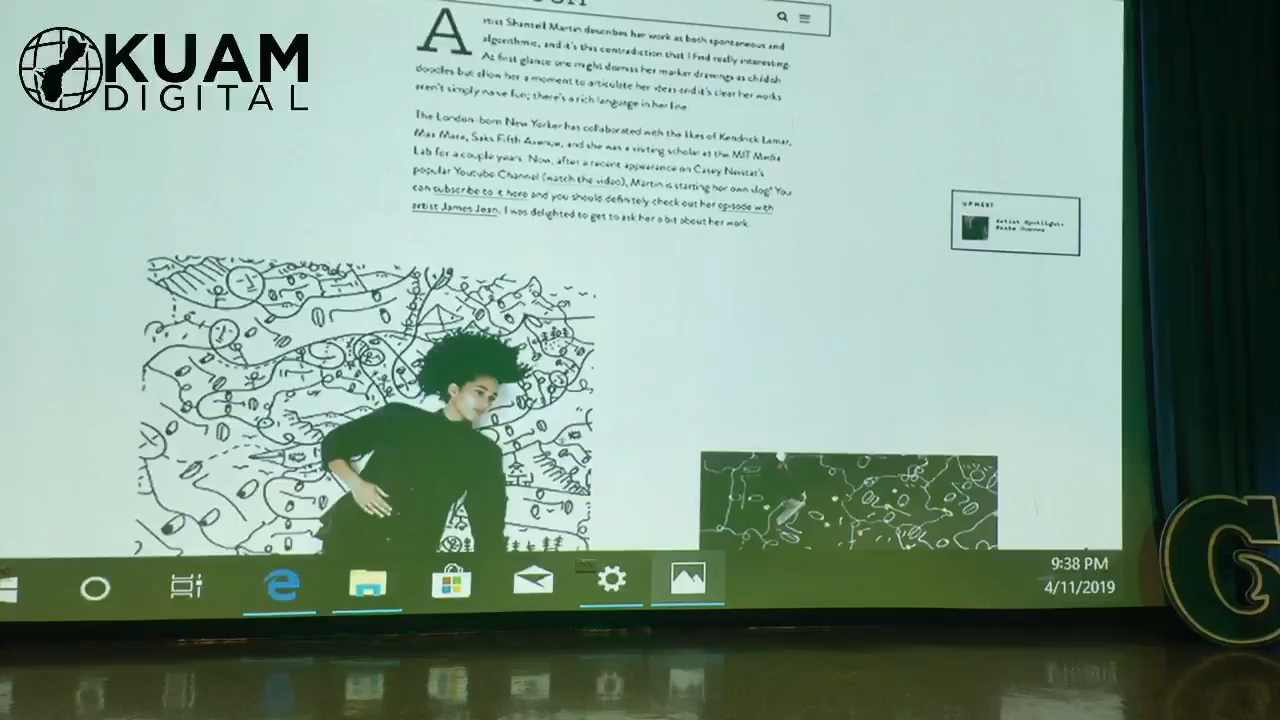 KUAM
DIGITAL
Artist Shantell Martin describes her work as both spontaneous and
algorithmic, and it's this contradiction that I find really interesting.
At first glance one might dismiss her marker drawings as childish
doodles but allow her a moment to articulate her ideas and it's clear her works
aren't simply naive fun; there's a rich language in her line.
The London-born New Yorker has collaborated with the likes of Kendrick Lamar,
Max Mara, Saks Fifth Avenue, and she was a visiting scholar at the MIT Media
Lab for a couple years. Now, after a recent appearance on Casey Neistat's
popular Youtube Channel (watch the video), Martin is starting her own vlog! You
can subscribe to it here and you should definitely check out her episode with
artist James Jean. I was delighted to get to ask her a bit about her work.
UP NEXT
Artist Spotlight:
9:38 PM
4/11/2019
G